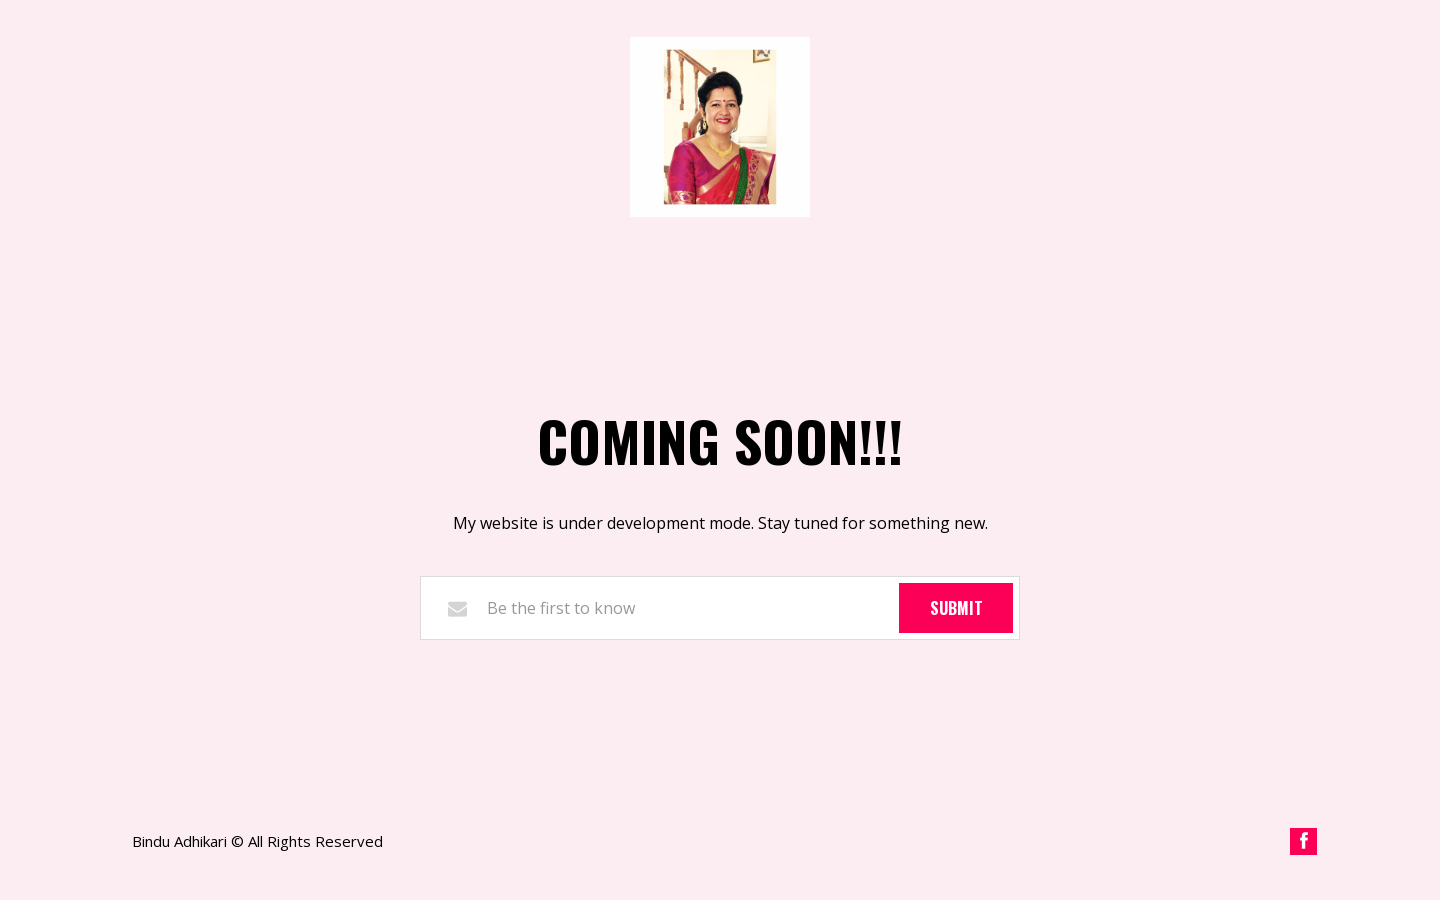 COMING SOON!!!
My website is under development mode. Stay tuned for something new.
Be the first to know
SUBMIT
Bindu Adhikari © All Rights Reserved